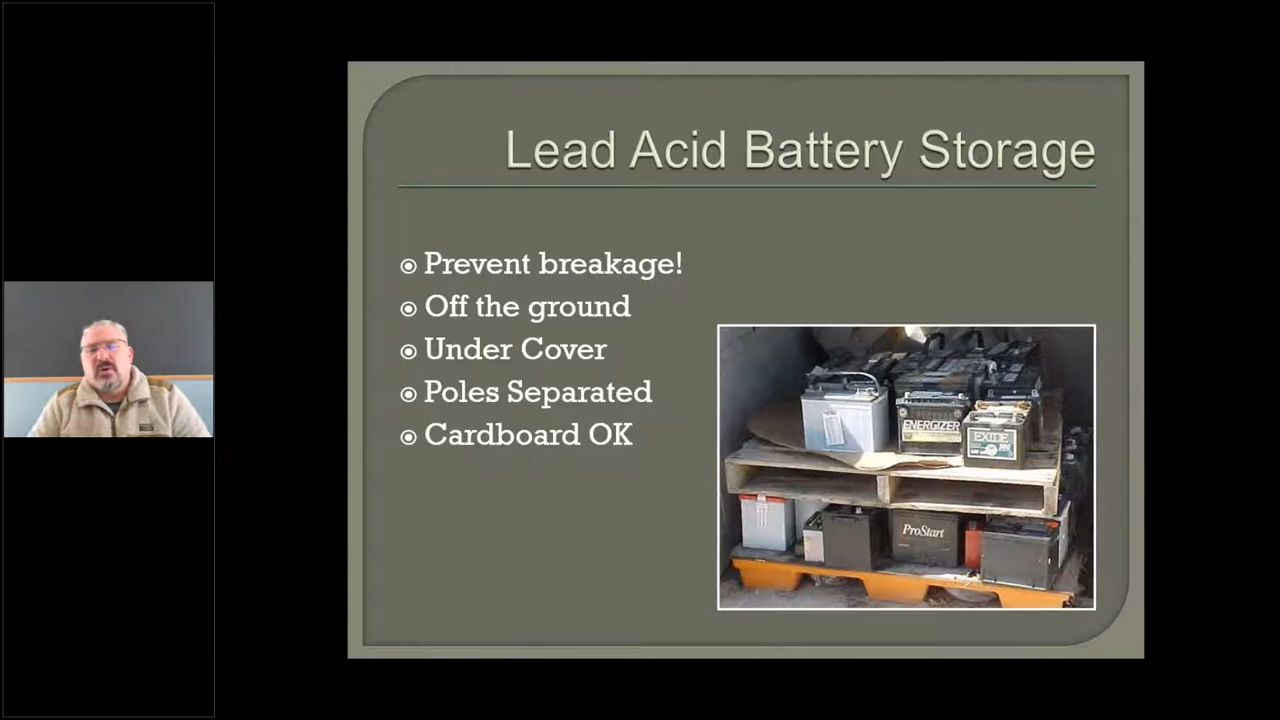 Lead Acid Battery Storage
Prevent breakage!
Off the ground
Under Cover
Poles Separated
Cardboard OK
ENERGIZER
EXIDE
ProStart